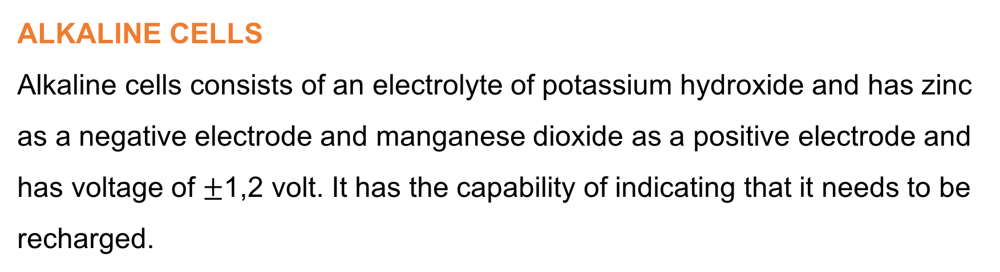 ALKALINE CELLS
Alkaline cells consists of an electrolyte of potassium hydroxide and has zinc
as a negative electrode and manganese dioxide as a positive electrode and
has voltage of ±1,2 volt. It has the capability of indicating that it needs to be
recharged.